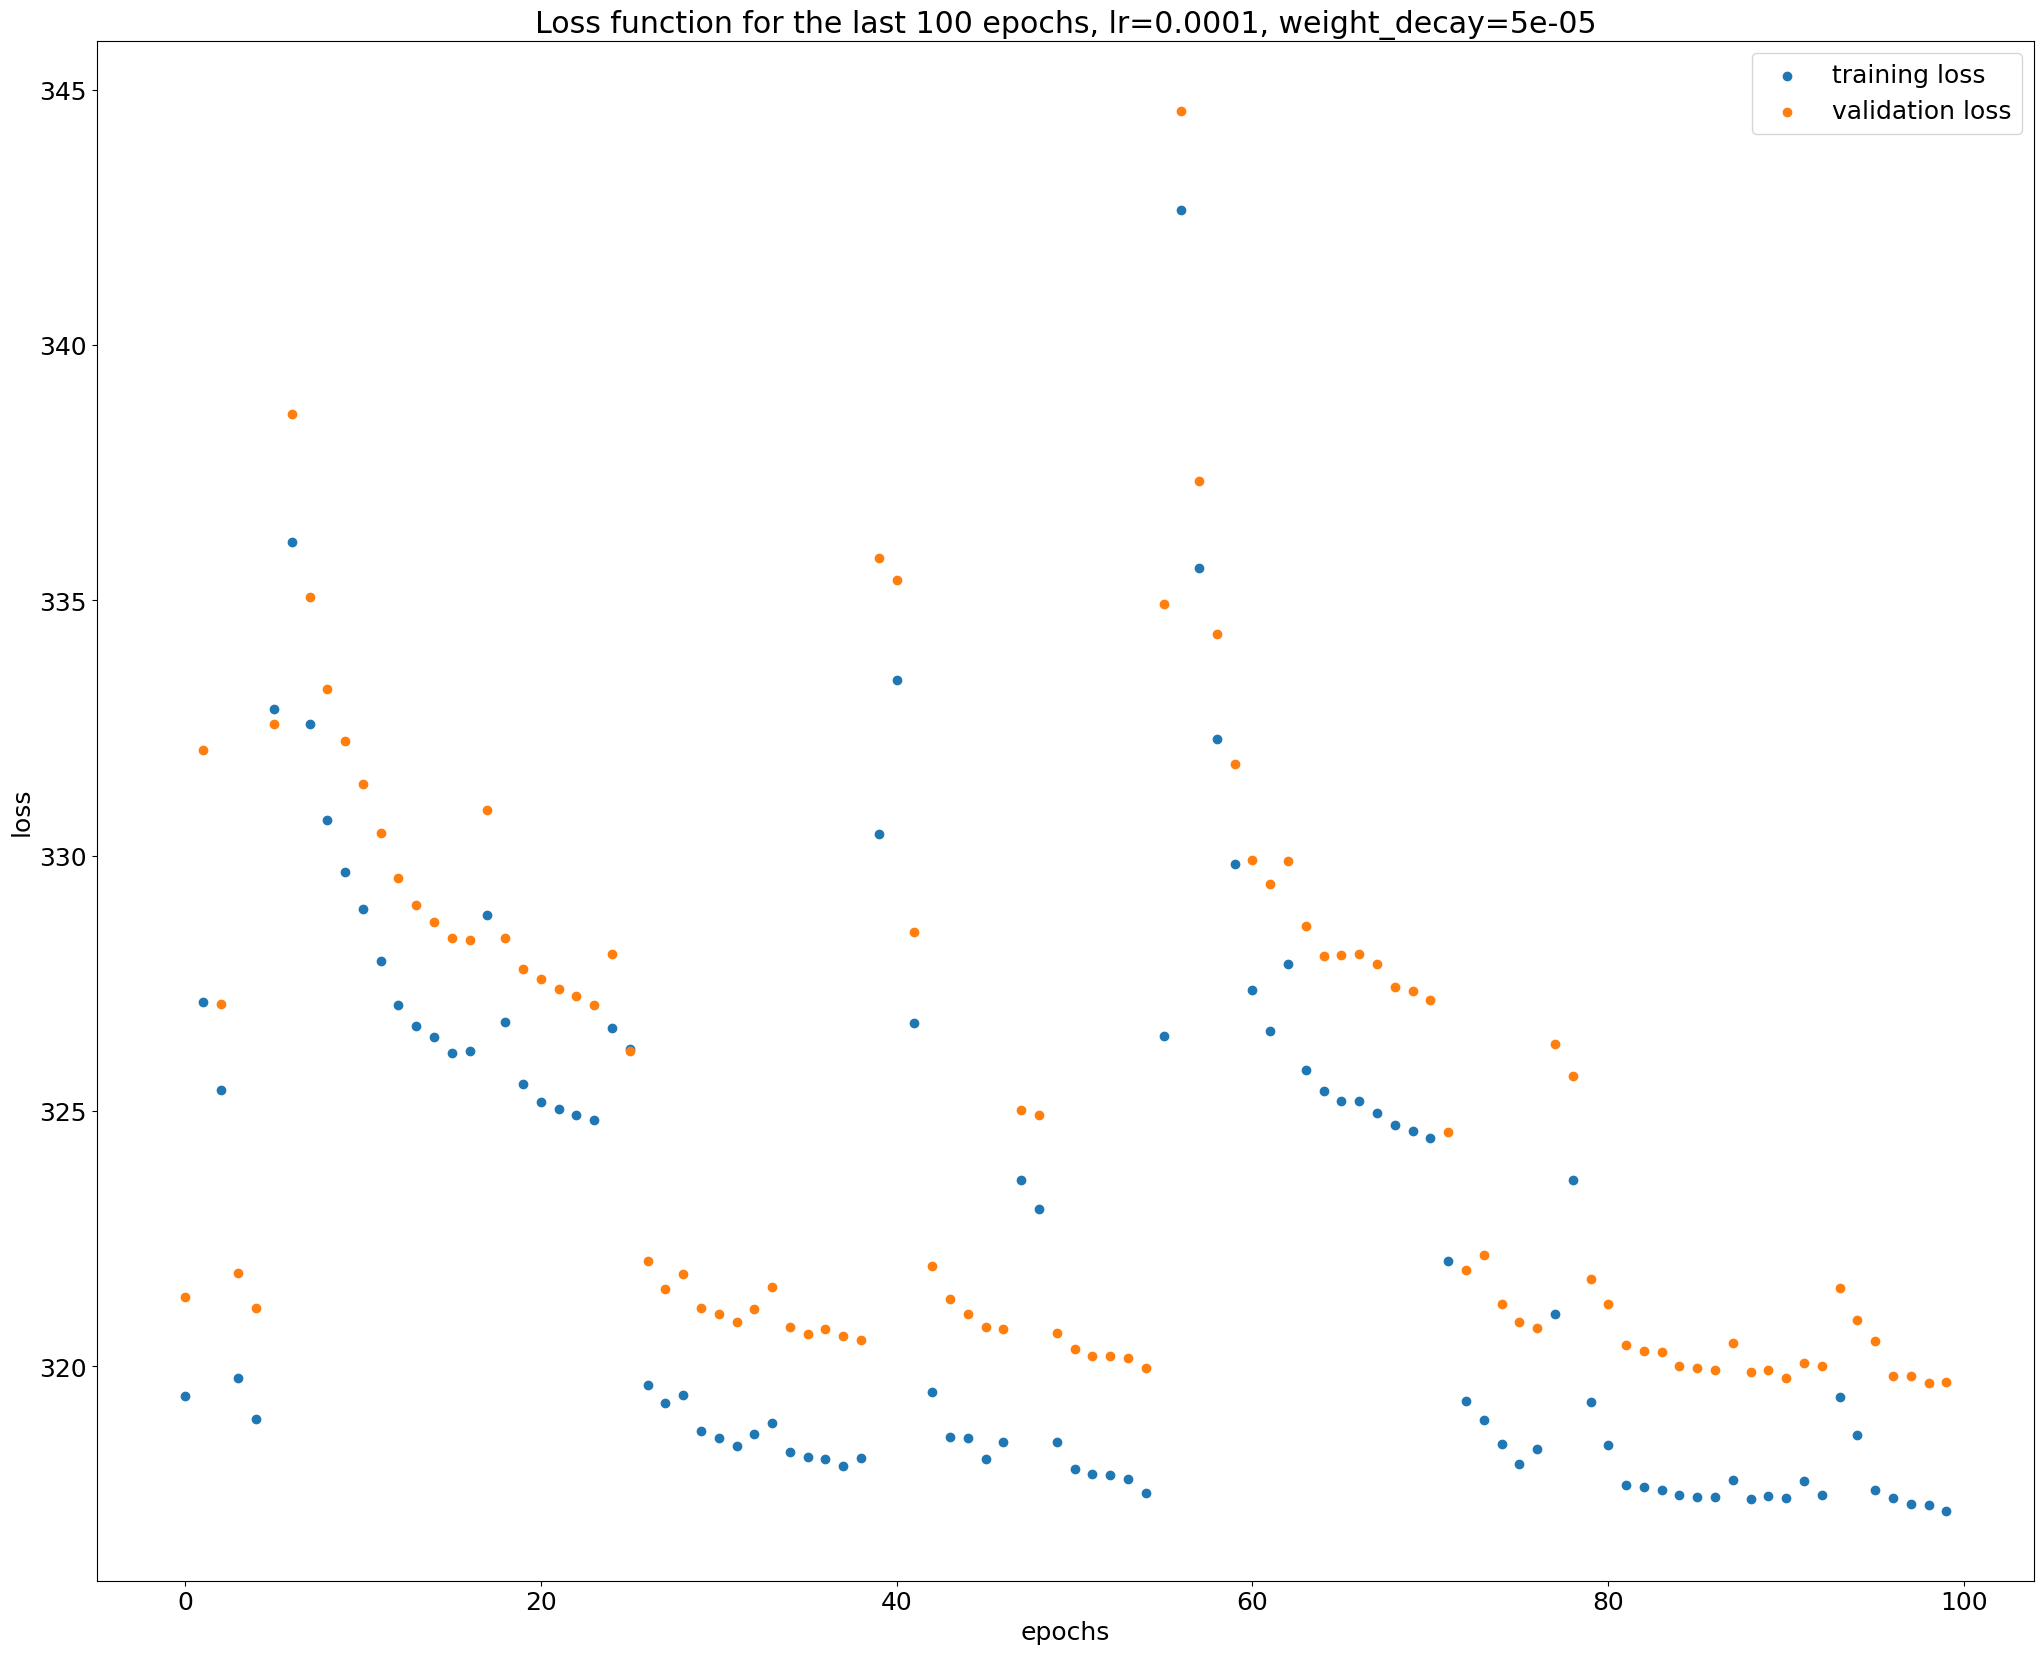 Loss function for the last 100 epochs, lr=0.0001, weight_decay=5e-05
training loss
validation loss
345
340
335
330
325
320
loss
0 20 40 60 80 100
epochs